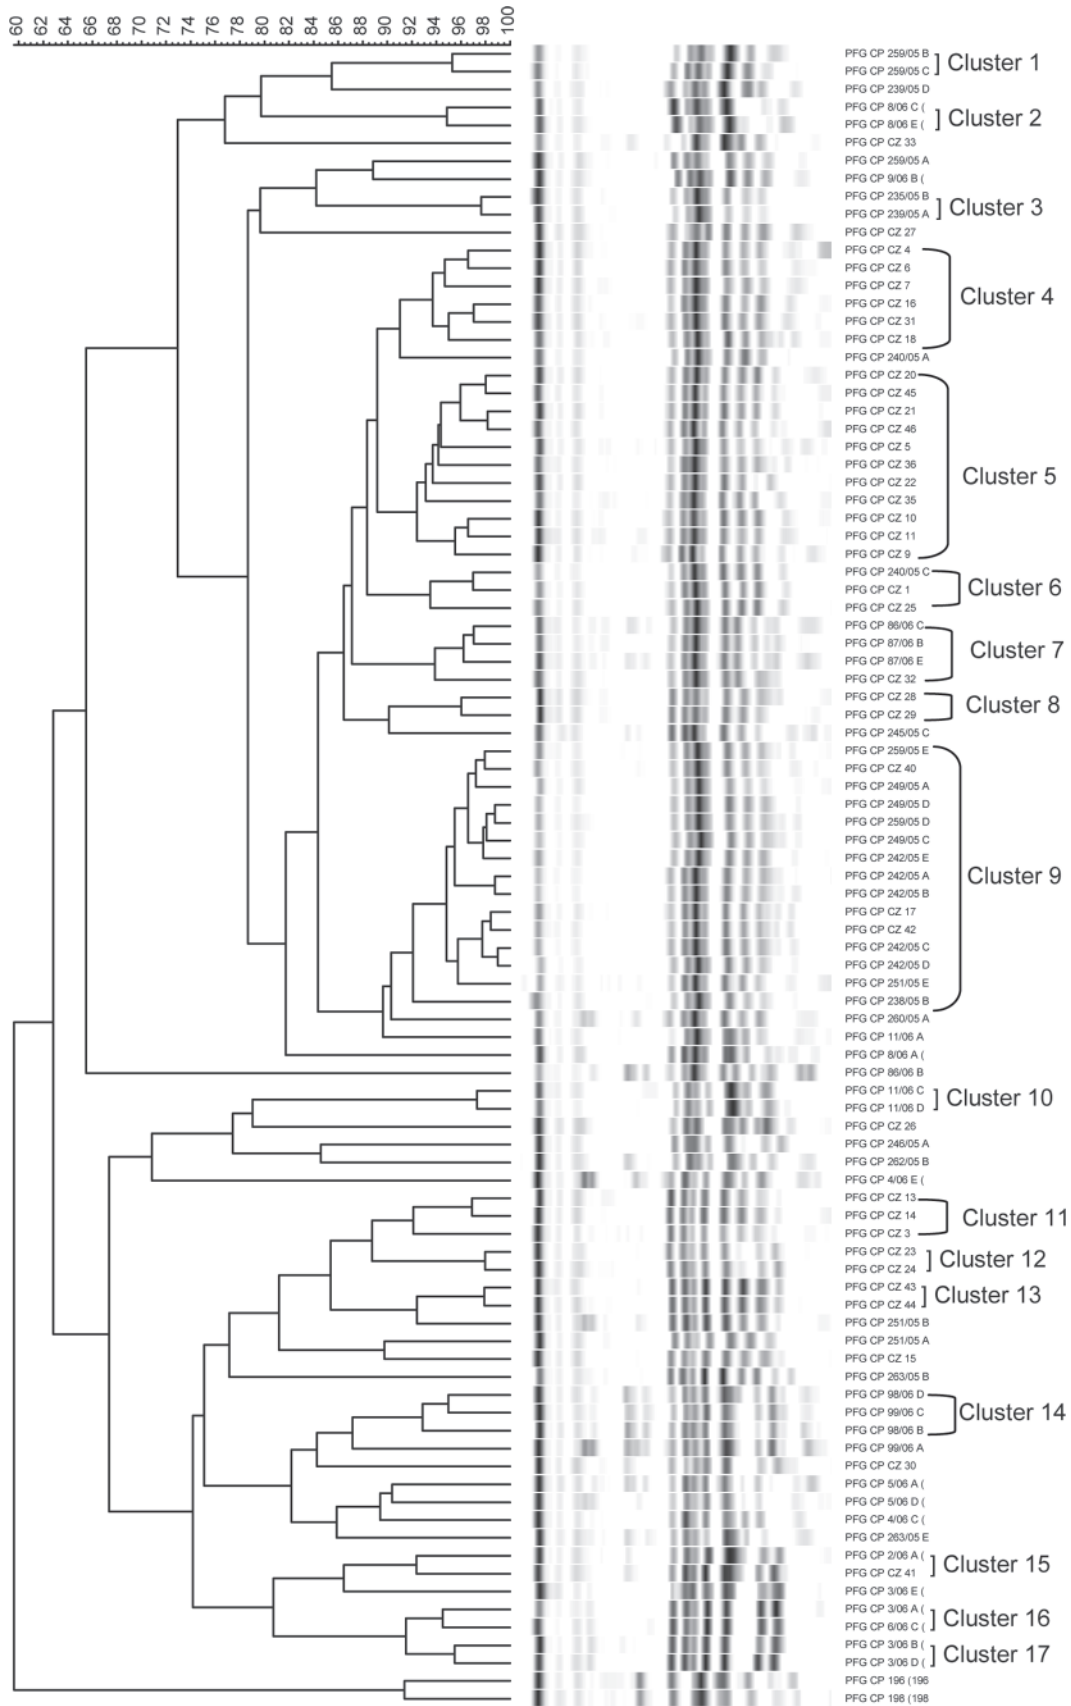 60 62 64 66 68 70 72 74 76 78 80 82 84 86 88 90 92 94 96 98 100
PFG CP 259/05 B
PFG CP 259/05 C
Cluster 1
PFG CP 239/05 D
PFG CP 8/06 C (
PFG CP 8/06 E (
Cluster 2
PFG CP CZ 33
PFG CP 259/05 A
PFG CP 9/06 B (
PFG CP 235/05 B
PFG CP 239/05 A
Cluster 3
PFG CP CZ 27
PFG CP CZ 4
PFG CP CZ 6
PFG CP CZ 7
PFG CP CZ 16
PFG CP CZ 31
PFG CP CZ 18
Cluster 4
PFG CP 240/05 A
PFG CP CZ 20
PFG CP CZ 45
PFG CP CZ 21
PFG CP CZ 46
PFG CP CZ 5
PFG CP CZ 36
PFG CP CZ 22
PFG CP CZ 35
PFG CP CZ 10
PFG CP CZ 11
PFG CP CZ 9
Cluster 5
PFG CP 240/05 C
PFG CP CZ 1
PFG CP CZ 25
Cluster 6
PFG CP 86/06 C
PFG CP 87/06 B
PFG CP 87/06 E
PFG CP CZ 32
Cluster 7
PFG CP CZ 28
PFG CP CZ 29
Cluster 8
PFG CP 245/05 C
PFG CP 259/05 E
PFG CP CZ 40
PFG CP 249/05 A
PFG CP 249/05 D
PFG CP 259/05 D
PFG CP 249/05 C
PFG CP 242/05 E
PFG CP 242/05 A
PFG CP 242/05 B
PFG CP CZ 17
PFG CP CZ 42
PFG CP 242/05 C
PFG CP 242/05 D
PFG CP 251/05 E
PFG CP 238/05 B
Cluster 9
PFG CP 260/05 A
PFG CP 11/06 A
PFG CP 8/06 A (
PFG CP 86/06 B
PFG CP 11/06 C
PFG CP 11/06 D
Cluster 10
PFG CP CZ 26
PFG CP 246/05 A
PFG CP 262/05 B
PFG CP 4/06 E (
PFG CP CZ 13
PFG CP CZ 14
PFG CP CZ 3
Cluster 11
PFG CP CZ 23
PFG CP CZ 24
Cluster 12
PFG CP CZ 43
PFG CP CZ 44
Cluster 13
PFG CP 251/05 B
PFG CP 251/05 A
PFG CP CZ 15
PFG CP 263/05 B
PFG CP 98/06 D
PFG CP 99/06 C
PFG CP 98/06 B
Cluster 14
PFG CP 99/06 A
PFG CP CZ 30
PFG CP 5/06 A (
PFG CP 5/06 D (
PFG CP 4/06 C (
PFG CP 263/05 E
PFG CP 2/06 A (
PFG CP CZ 41
Cluster 15
PFG CP 3/06 E (
PFG CP 3/06 A (
PFG CP 6/06 C (
Cluster 16
PFG CP 3/06 B (
PFG CP 3/06 D (
Cluster 17
PFG CP 196 (196
PFG CP 198 (198